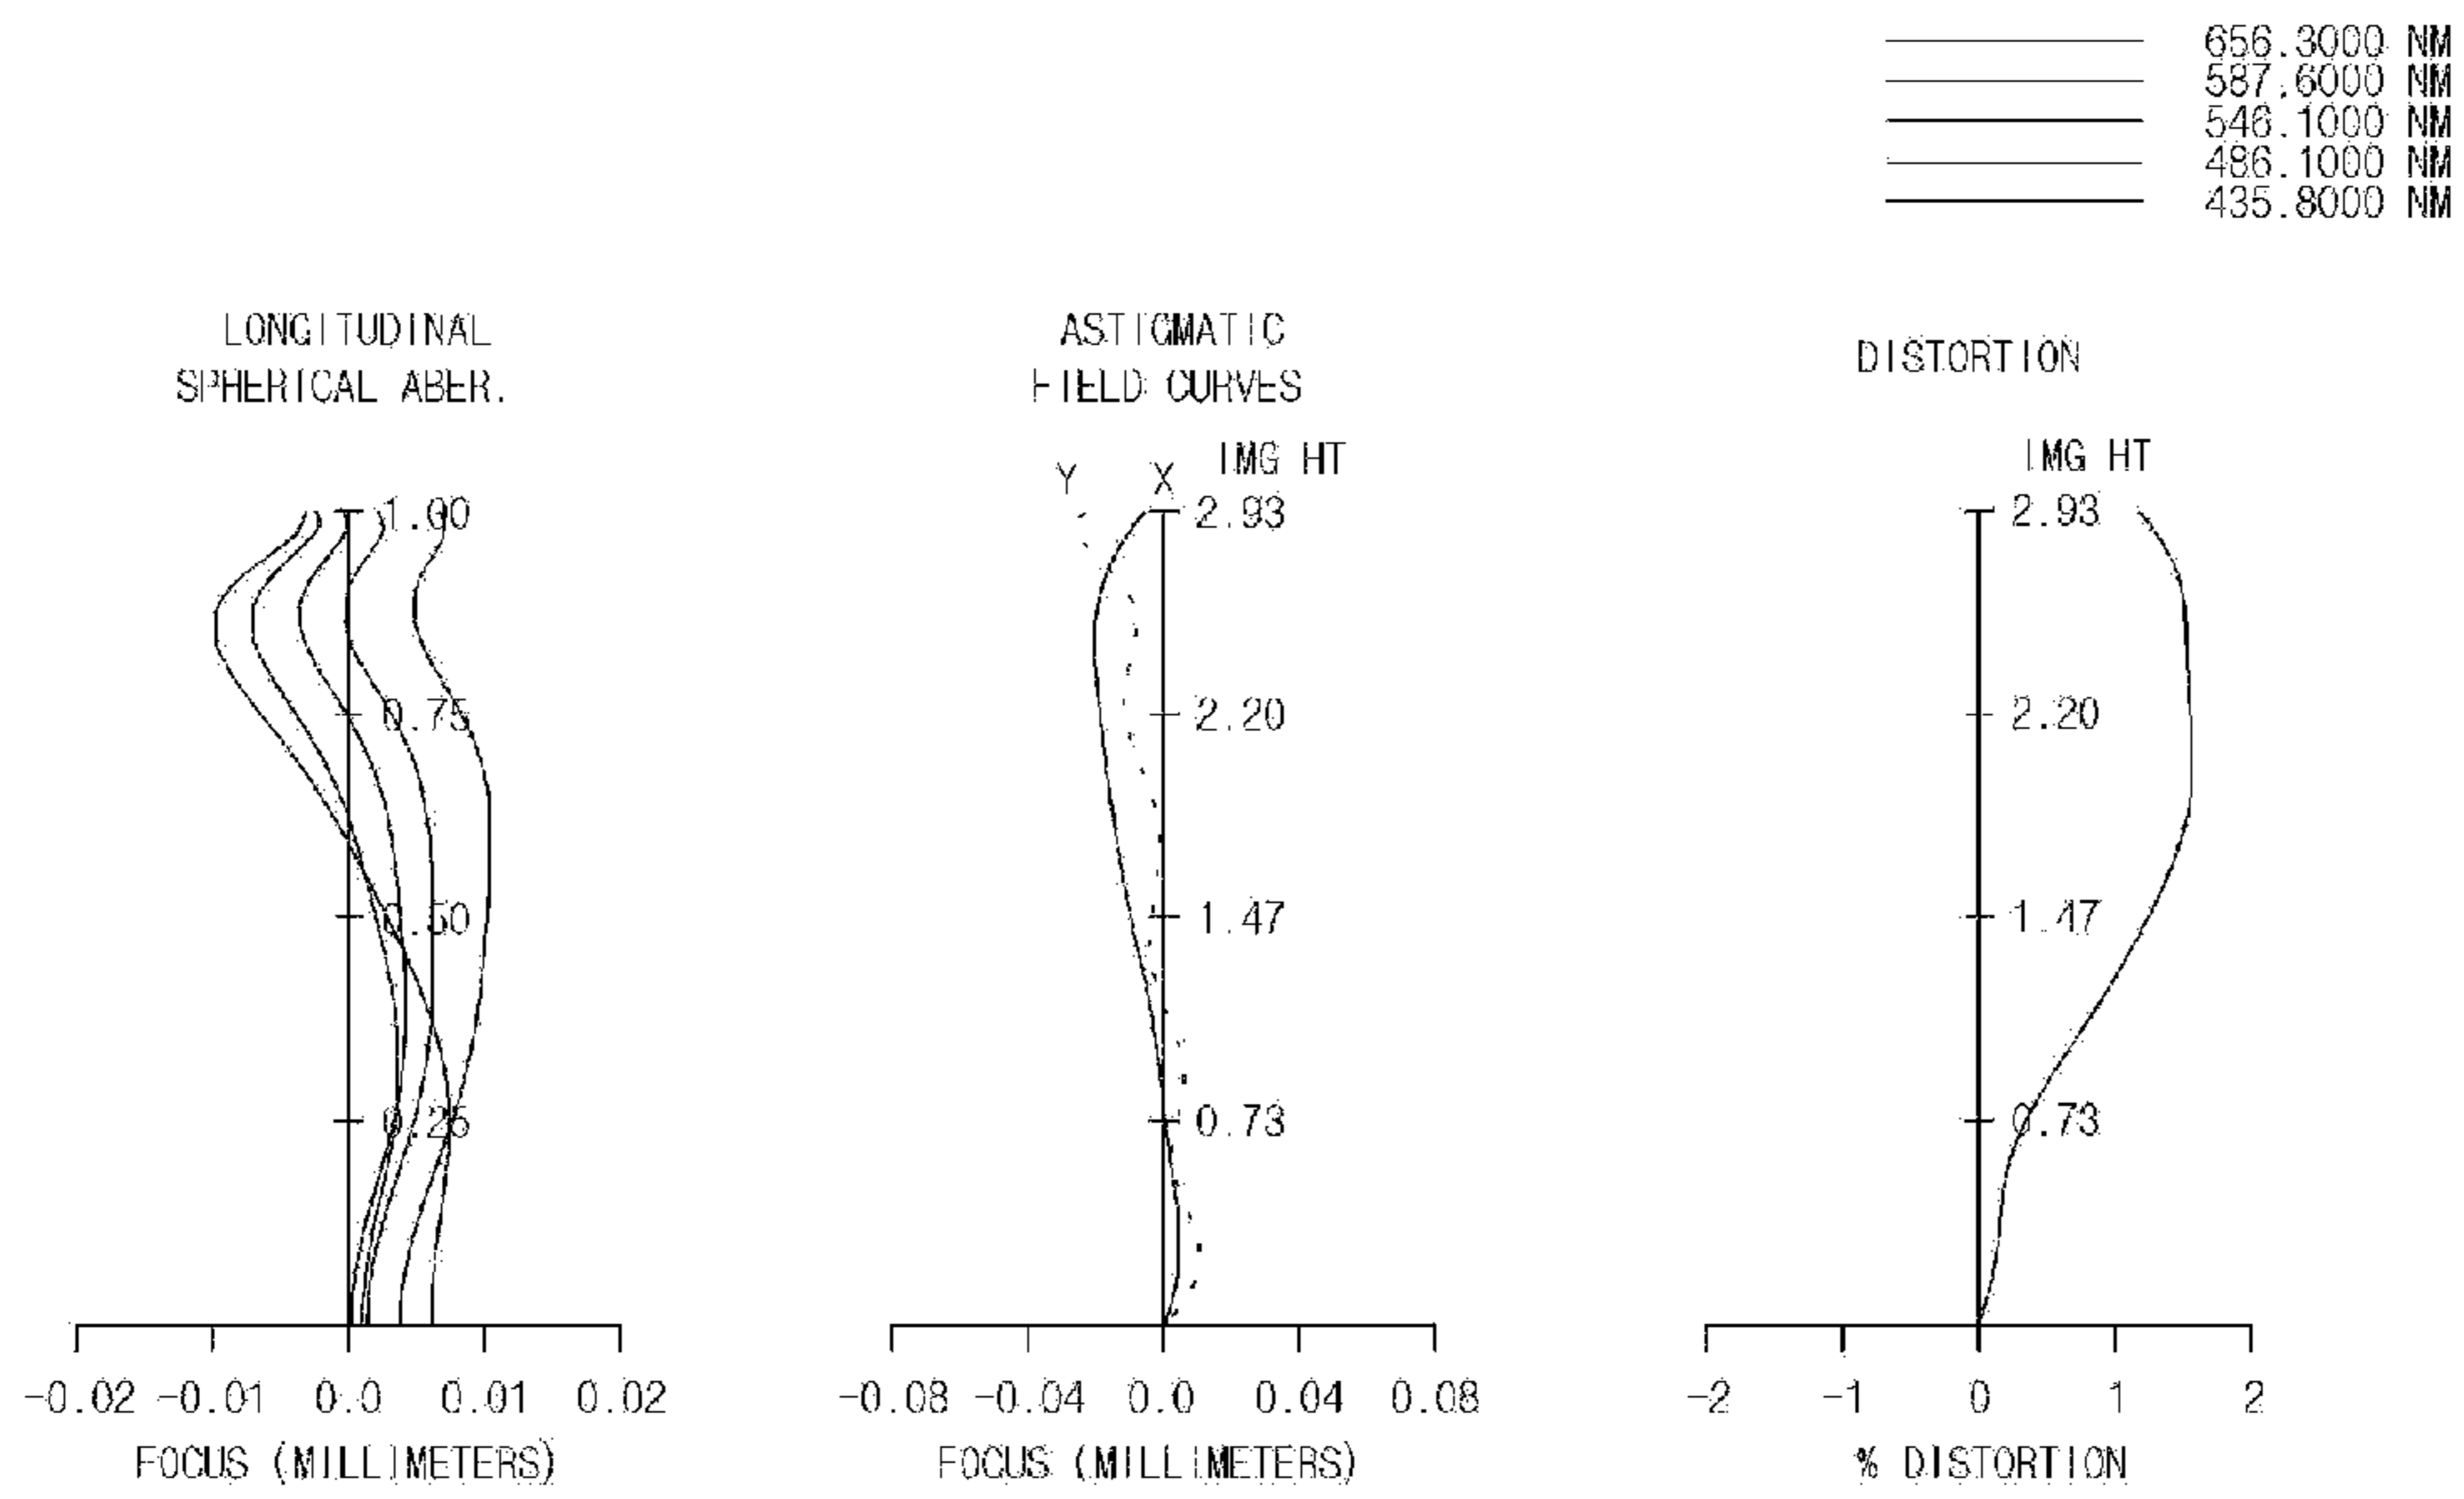 656.3000 NM
587.6000 NM
546.1000 NM
486.1000 NM
435.8000 NM
LONGITUDINAL
SPHERICAL ABER.
1.00
0.75
0.50
0.25
-0.02 -0.01 0.0 0.01 0.02
FOCUS (MILLIMETERS)
ASTIGMATIC
FIELD CURVES
Y X IMG HT
2.93
2.20
1.47
0.73
-0.08 -0.04 0.0 0.04 0.08
FOCUS (MILLIMETERS)
DISTORTION
IMG HT
2.93
2.20
1.47
0.73
-2 -1 0 1 2
% DISTORTION